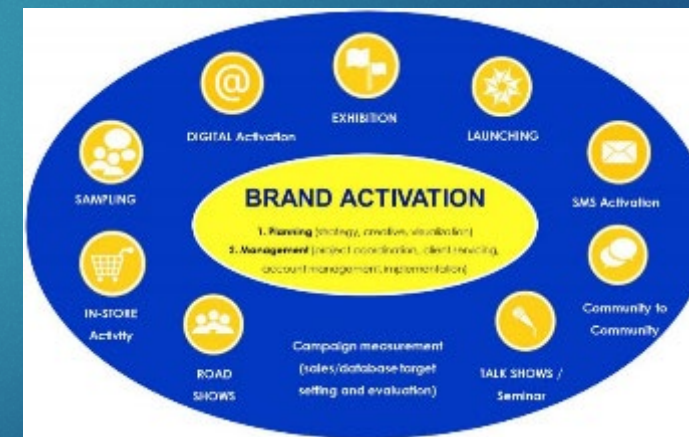 EXHIBITION
DIGITAL Activation
LAUNCHING
SAMPLING
SMS Activation
BRAND ACTIVATION
1. Planning (strategy, creative, visualization)
2. Management (project coordination, client servicing,
account management, implementation)
IN-STORE
Activity
Community to
Community
ROAD
SHOWS
Campaign measurement
(sales/database target
setting and evaluation)
TALK SHOWS /
Seminar